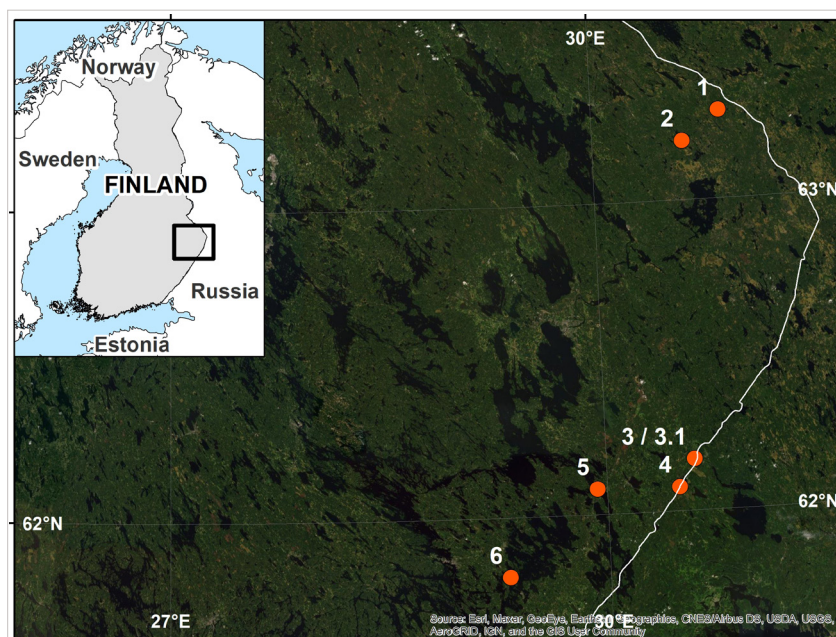 Norway
Sweden
FINLAND
Russia
Estonia
30°E
1
2
63°N
3 / 3.1
4
5
62°N
62°N
6
27°E
30°E
Source: Esri, Maxar, GeoEye, Earthstar Geographics, CNES/Airbus DS, USDA, USGS,
AeroGRID, IGN, and the GIS User Community